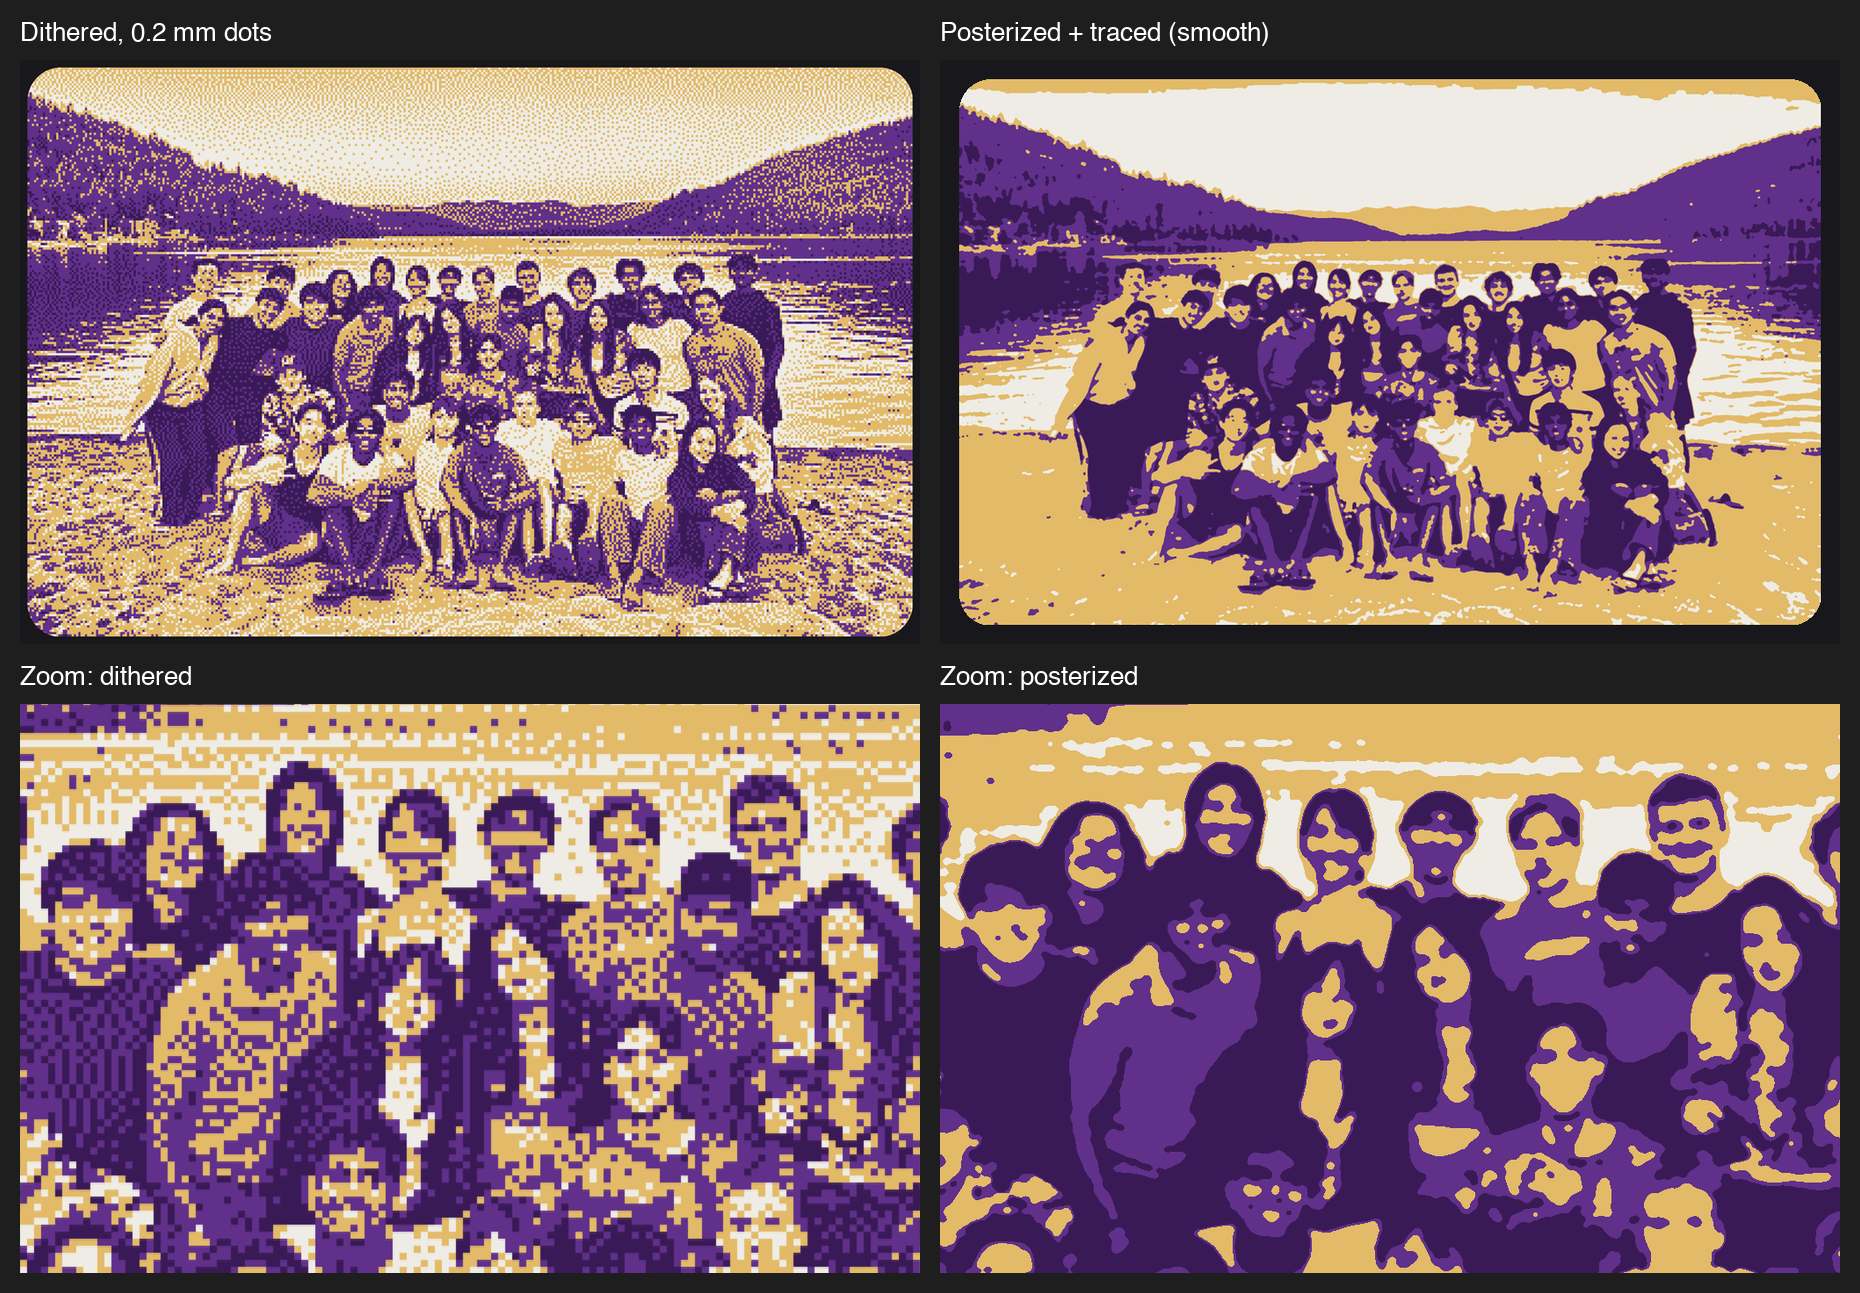 Dithered, 0.2 mm dots
Posterized + traced (smooth)
Zoom: dithered
Zoom: posterized